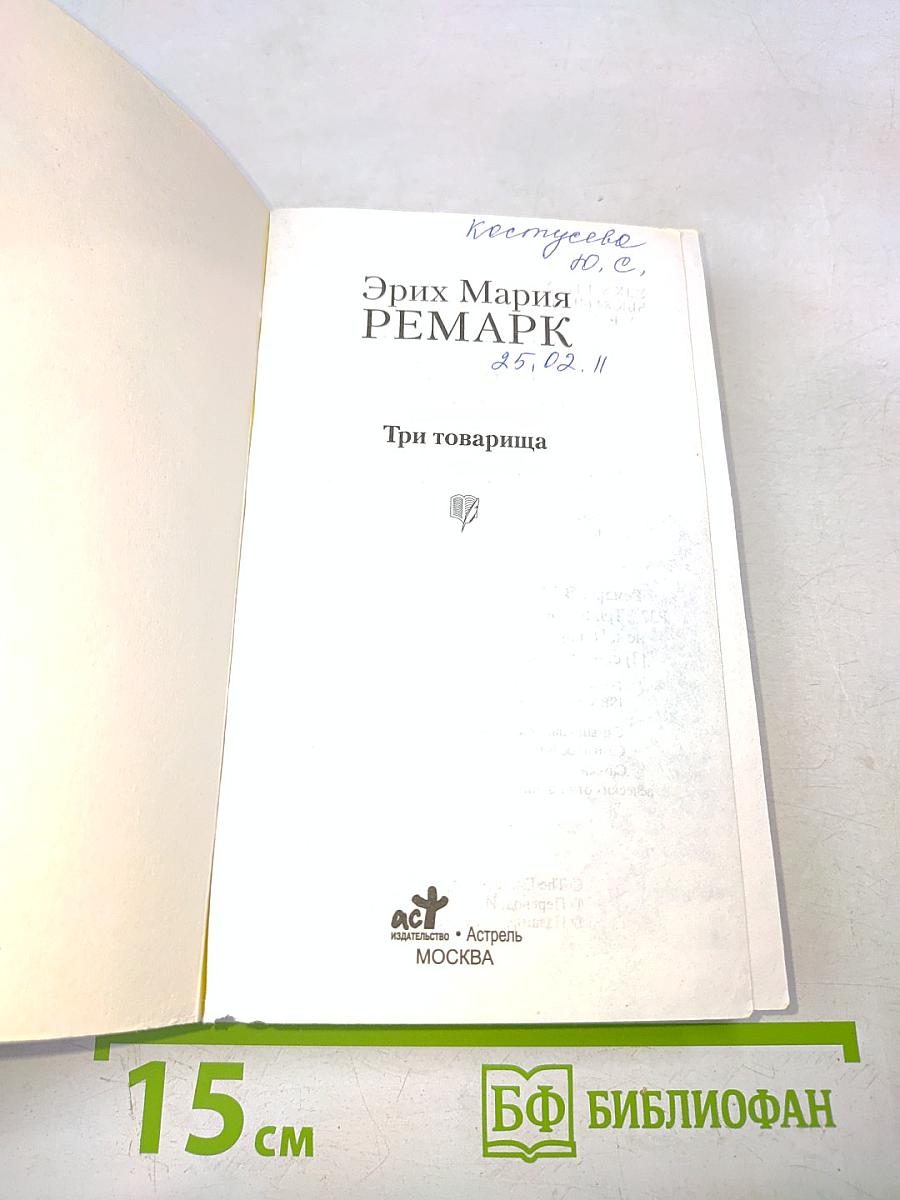 Костусева
Ю. С.
Эрих Мария
РЕМАРК
25.02.11
Три товарища
аст
ИЗДАТЕЛЬСТВО • Астрель
МОСКВА
15 см
БФ БИБЛИОФАН